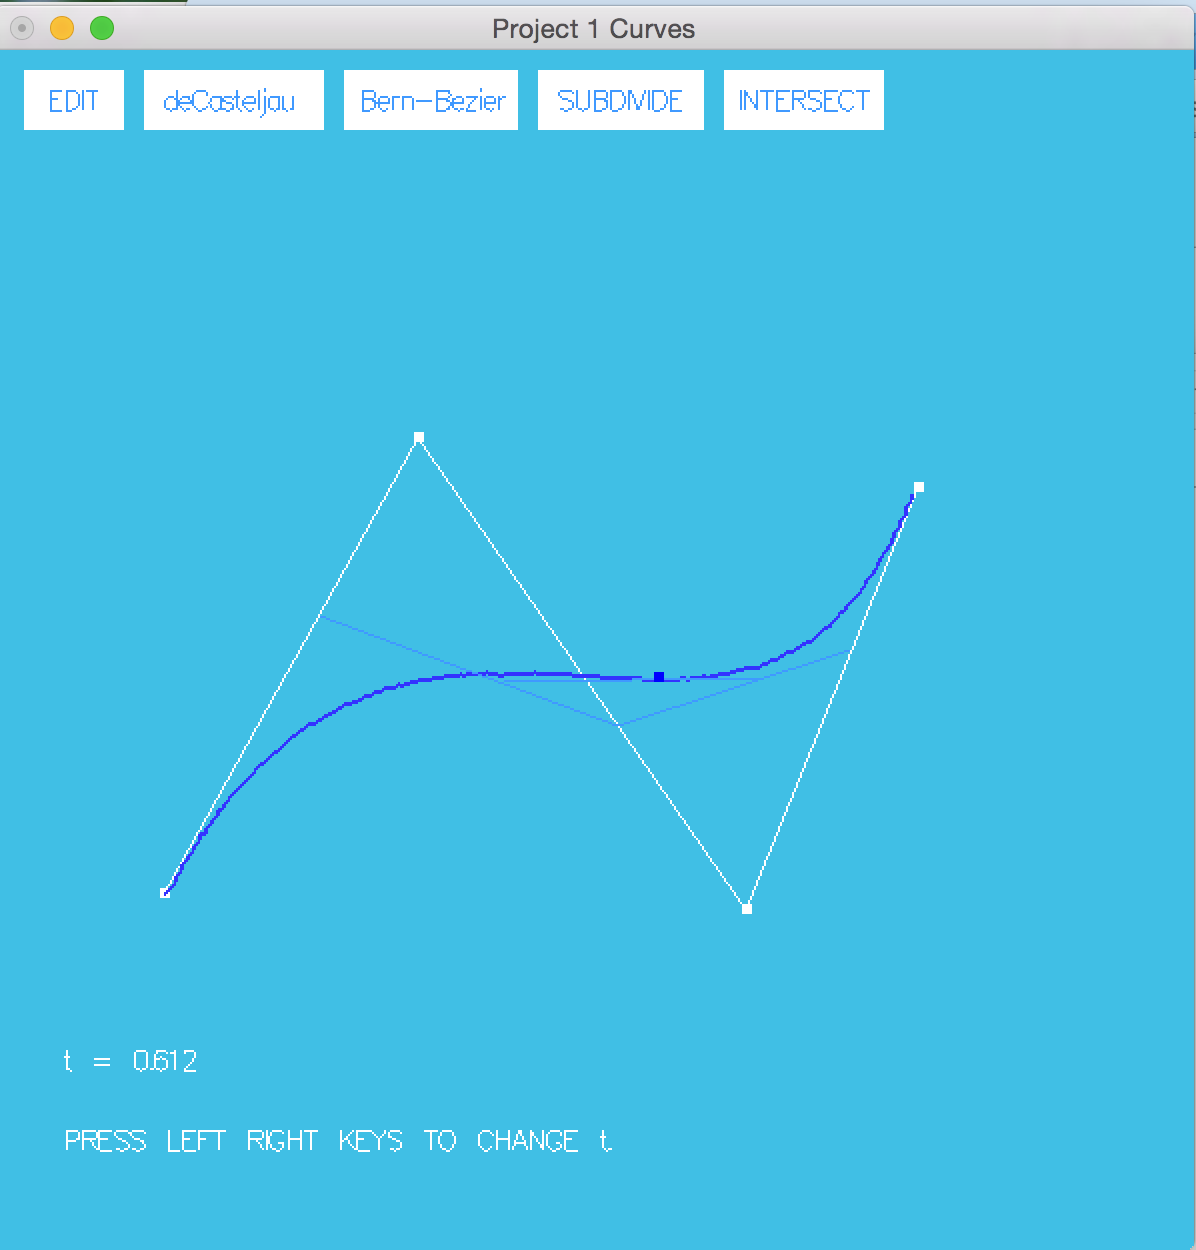 Project 1 Curves
EDIT deCasteljau Bern-Bezier SUBDIVIDE INTERSECT
t = 0.612
PRESS LEFT RIGHT KEYS TO CHANGE t.